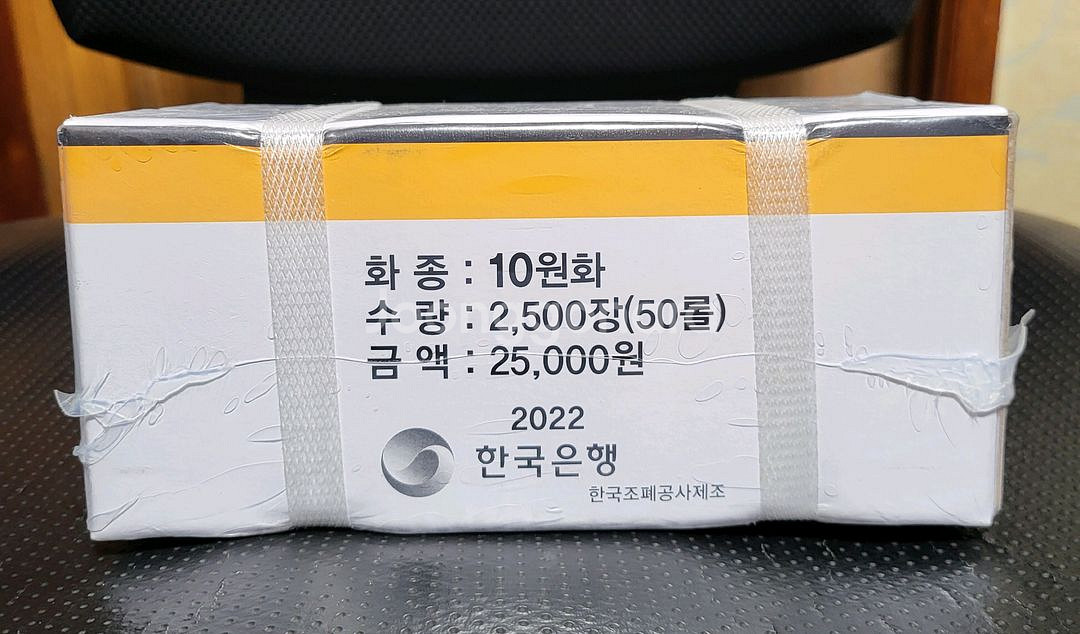 화 종 : 10원화
수 량 : 2,500장(50롤)
금 액 : 25,000원
2022
한국은행
한국조폐공사제조